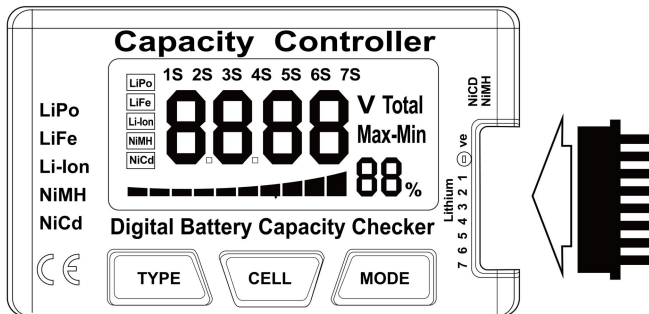 Capacity Controller
1S 2S 3S 4S 5S 6S 7S
LiPo
LiFe
Li-Ion
NiMH
NiCd
8888
V Total
Max-Min
88%
LiPo
LiFe
Li-Ion
NiMH
NiCd
CE
Digital Battery Capacity Checker
TYPE
CELL
MODE
NiCD
NiMH
Lithium
7 6 5 4 3 2 1 ⊖ ve